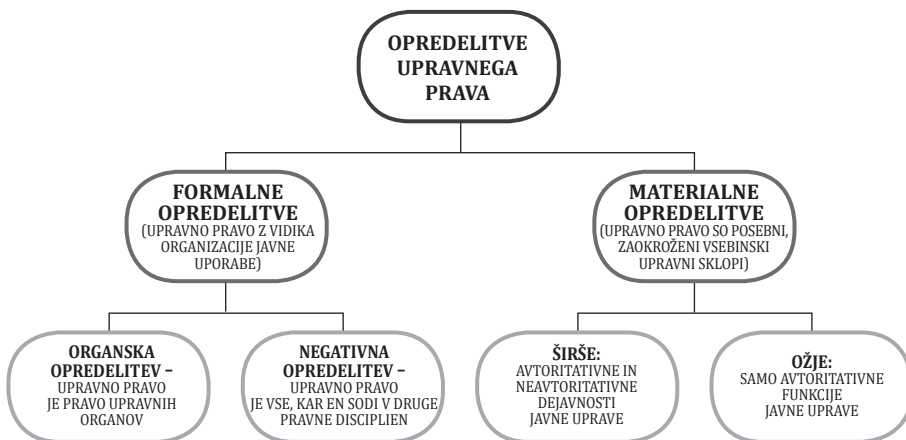 OPREDELITVE
UPRAVNEGA
PRAVA
FORMALNE
OPREDELITVE
(UPRAVNO PRAVO Z VIDIKA
ORGANIZACIJE JAVNE
UPORABE)
MATERIALNE
OPREDELITVE
(UPRAVNO PRAVO SO POSEBNI,
ZAOKROŽENI VSEBINSKI
UPRAVNI SKLOPI)
ORGANSKA
OPREDELITEV –
UPRAVNO PRAVO
JE PRAVO UPRAVNIH
ORGANOV
NEGATIVNA
OPREDELITEV –
UPRAVNO PRAVO
JE VSE, KAR EN SODI V DRUGE
PRAVNE DISCIPLIEN
ŠIRŠE:
AVTORITATIVNE IN
NEAVTORITATIVNE
DEJAVNOSTI
JAVNE UPRAVE
OŽJE:
SAMO AVTORITATIVNE
FUNKCIJE
JAVNE UPRAVE